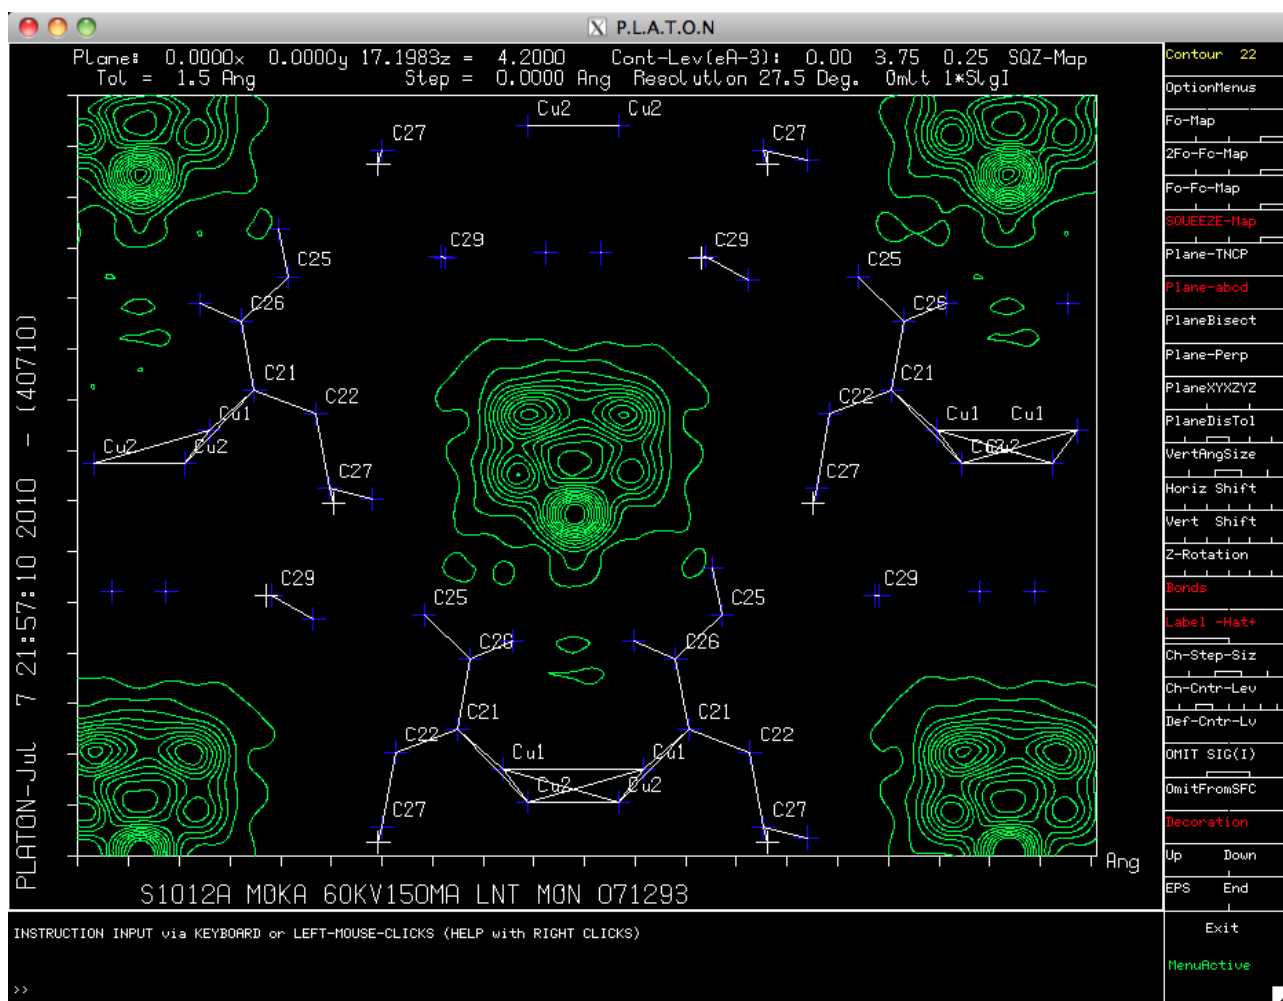 P.L.A.T.O.N
Plane: 0.0000x 0.0000y 17.1983z = 4.2000 Cont-Lev(eA-3): 0.00 3.75 0.25 SQZ-Map
Tol = 1.5 Ang Step = 0.0000 Ang Resolution 27.5 Deg. Omit 1*SigI
Cu2 Cu2
C27 C27
C29 C29
C25 C25
C26 C26
C21 C21
C22 C22
Cu1 Cu1 Cu1
Cu2 Cu2 Cu2
C27 C27
C29 C29
C25 C25
C26 C26
C21 C21
C22 C22
Cu1 Cu1
Cu2 Cu2
C27 C27
Ang
PLATON-Jul 7 21:57:10 2010 - (40710)
S1012A MOKA 60KV150MA LNT MON 071293
Contour 22
OptionMenus
Fo-Map
2Fo-Fc-Map
Fo-Fc-Map
SQUEEZE-Map
Plane-TNCP
Plane-abcd
PlaneBisect
Plane-Perp
PlaneXYXZYZ
PlaneDisTol
VertAngSize
Horiz Shift
Vert Shift
Z-Rotation
Bonds
Label -Hat+
Ch-Step-Siz
Ch-Cntr-Lev
Def-Cntr-Lv
OMIT SIG(I)
OmitFromSFC
Decoration
Up Down
EPS End
Exit
MenuActive
INSTRUCTION INPUT via KEYBOARD or LEFT-MOUSE-CLICKS (HELP with RIGHT CLICKS)
>>